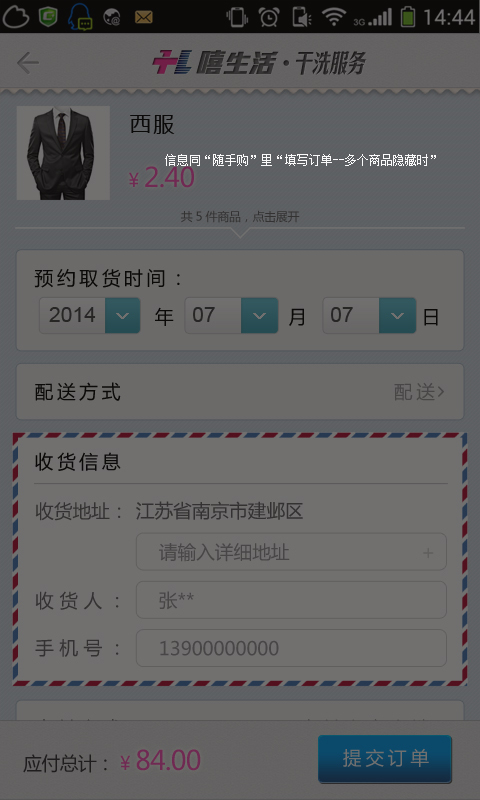 3G 14:44
嘻生活·干洗服务
西服
信息同“随手购”里“填写订单--多个商品隐藏时”
¥ 2.40
共 5 件商品，点击展开
预约取货时间：
2014 年 07 月 07 日
配送方式 配送>
收货信息
收货地址： 江苏省南京市建邺区
请输入详细地址 +
收 货 人 ： 张**
手 机 号 ： 13900000000
应付总计： ¥ 84.00 提交订单